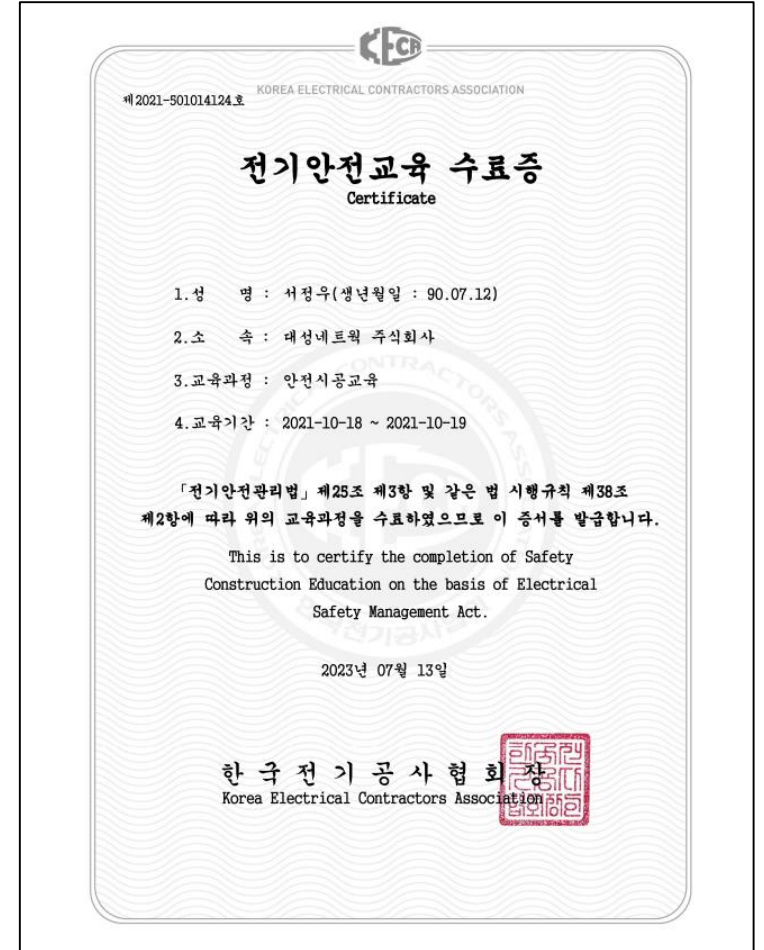 KECA
KOREA ELECTRICAL CONTRACTORS ASSOCIATION
제2021-501014124호
전기안전교육 수료증
Certificate
1.성 명 : 서정우(생년월일 : 90.07.12)
2.소 속 : 대성네트웍 주식회사
3.교육과정 : 안전시공교육
4.교육기간 : 2021-10-18 ~ 2021-10-19
「전기안전관리법」제25조 제3항 및 같은 법 시행규칙 제38조
제2항에 따라 위의 교육과정을 수료하였으므로 이 증서를 발급합니다.
This is to certify the completion of Safety
Construction Education on the basis of Electrical
Safety Management Act.
2023년 07월 13일
한 국 전 기 공 사 협 회 장
Korea Electrical Contractors Association